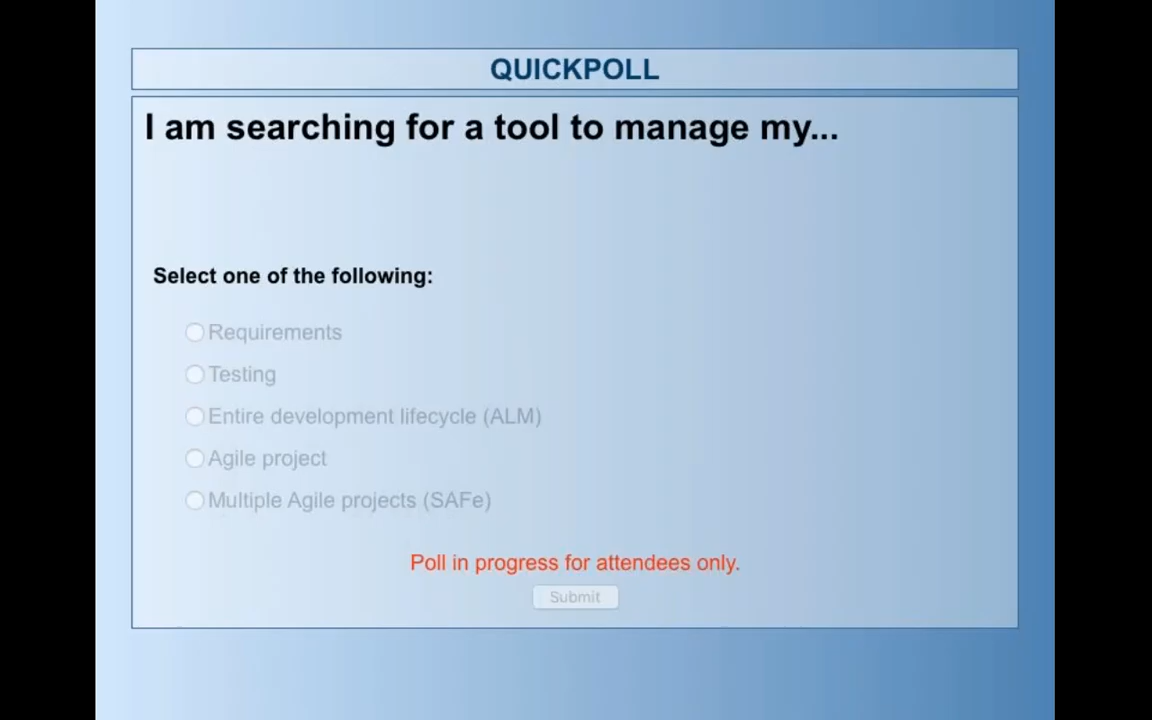 QUICKPOLL
I am searching for a tool to manage my...
Select one of the following:
Requirements
Testing
Entire development lifecycle (ALM)
Agile project
Multiple Agile projects (SAFe)
Poll in progress for attendees only.
Submit